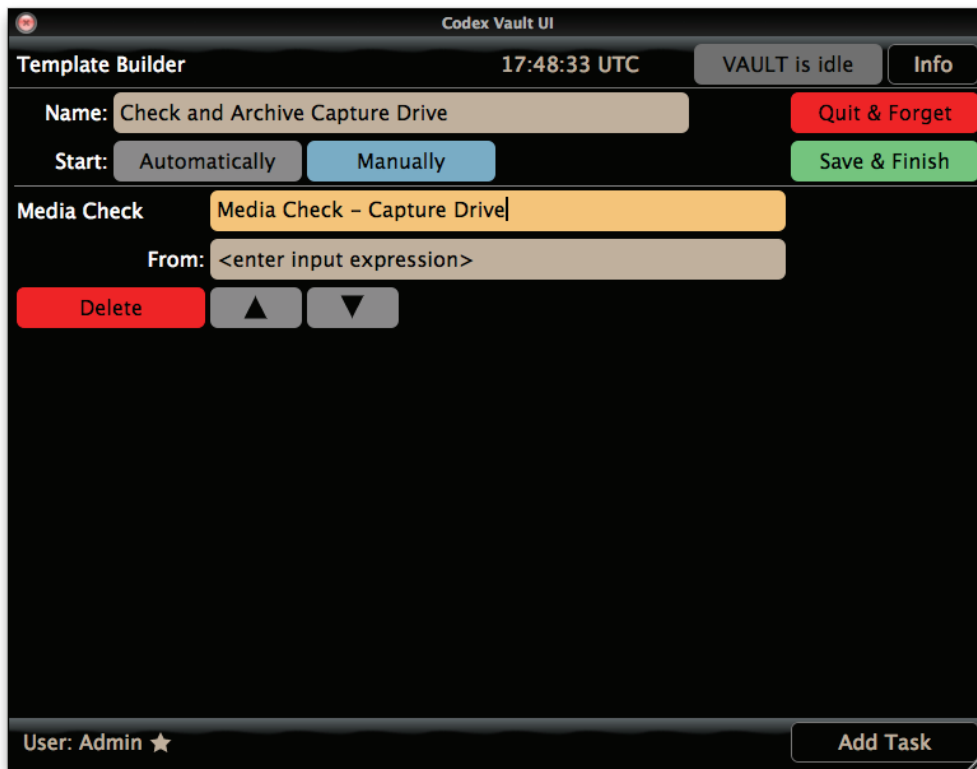 Codex Vault UI
Template Builder 17:48:33 UTC VAULT is idle Info
Name: Check and Archive Capture Drive Quit & Forget
Start: Automatically Manually Save & Finish
Media Check Media Check – Capture Drive
From: <enter input expression>
Delete ▲ ▼
User: Admin ★ Add Task